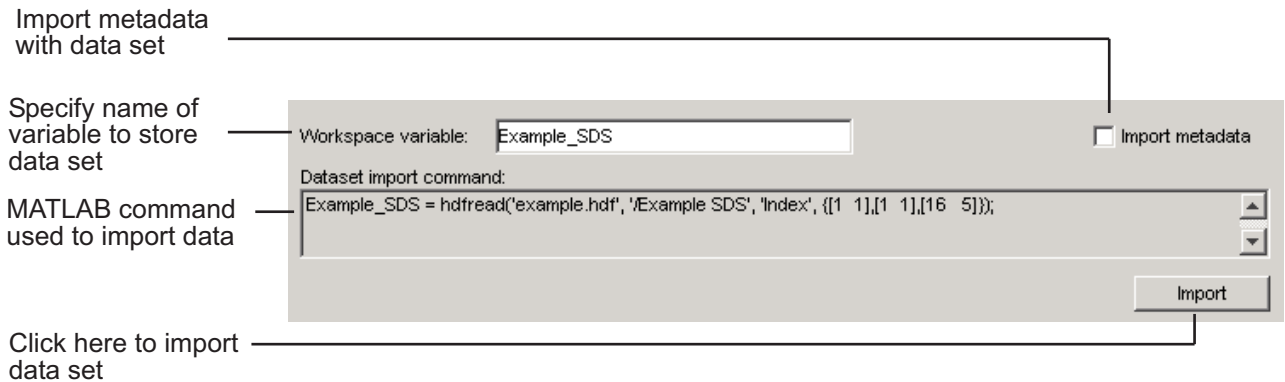 Import metadata
with data set
Specify name of
variable to store
data set
Workspace variable: Example_SDS
Import metadata
Dataset import command:
MATLAB command
used to import data
Example_SDS = hdfread('example.hdf', '/Example SDS', 'Index', {[1  1],[1  1],[16   5]});
Import
Click here to import
data set